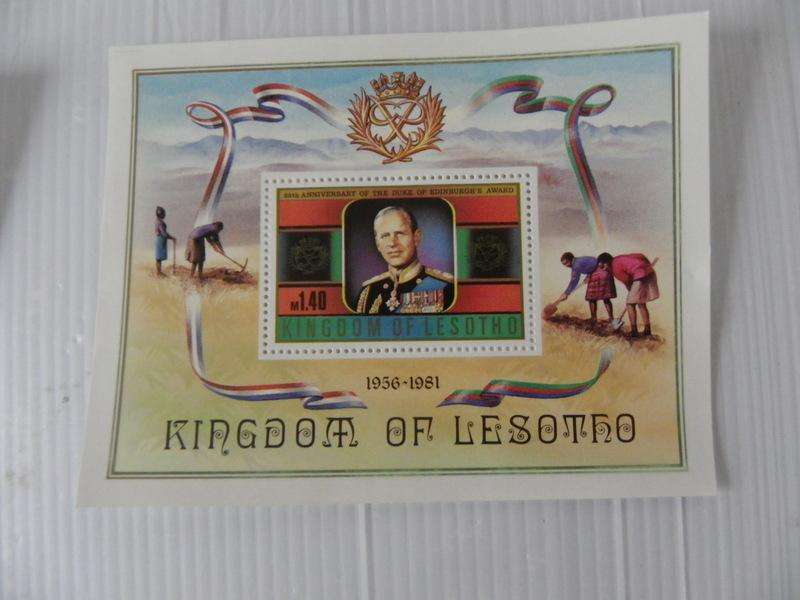 25th ANNIVERSARY OF THE DUKE OF EDINBURGH'S AWARD
M1.40
KINGDOM OF LESOTHO
1956-1981
KINGDOM OF LESOTHO